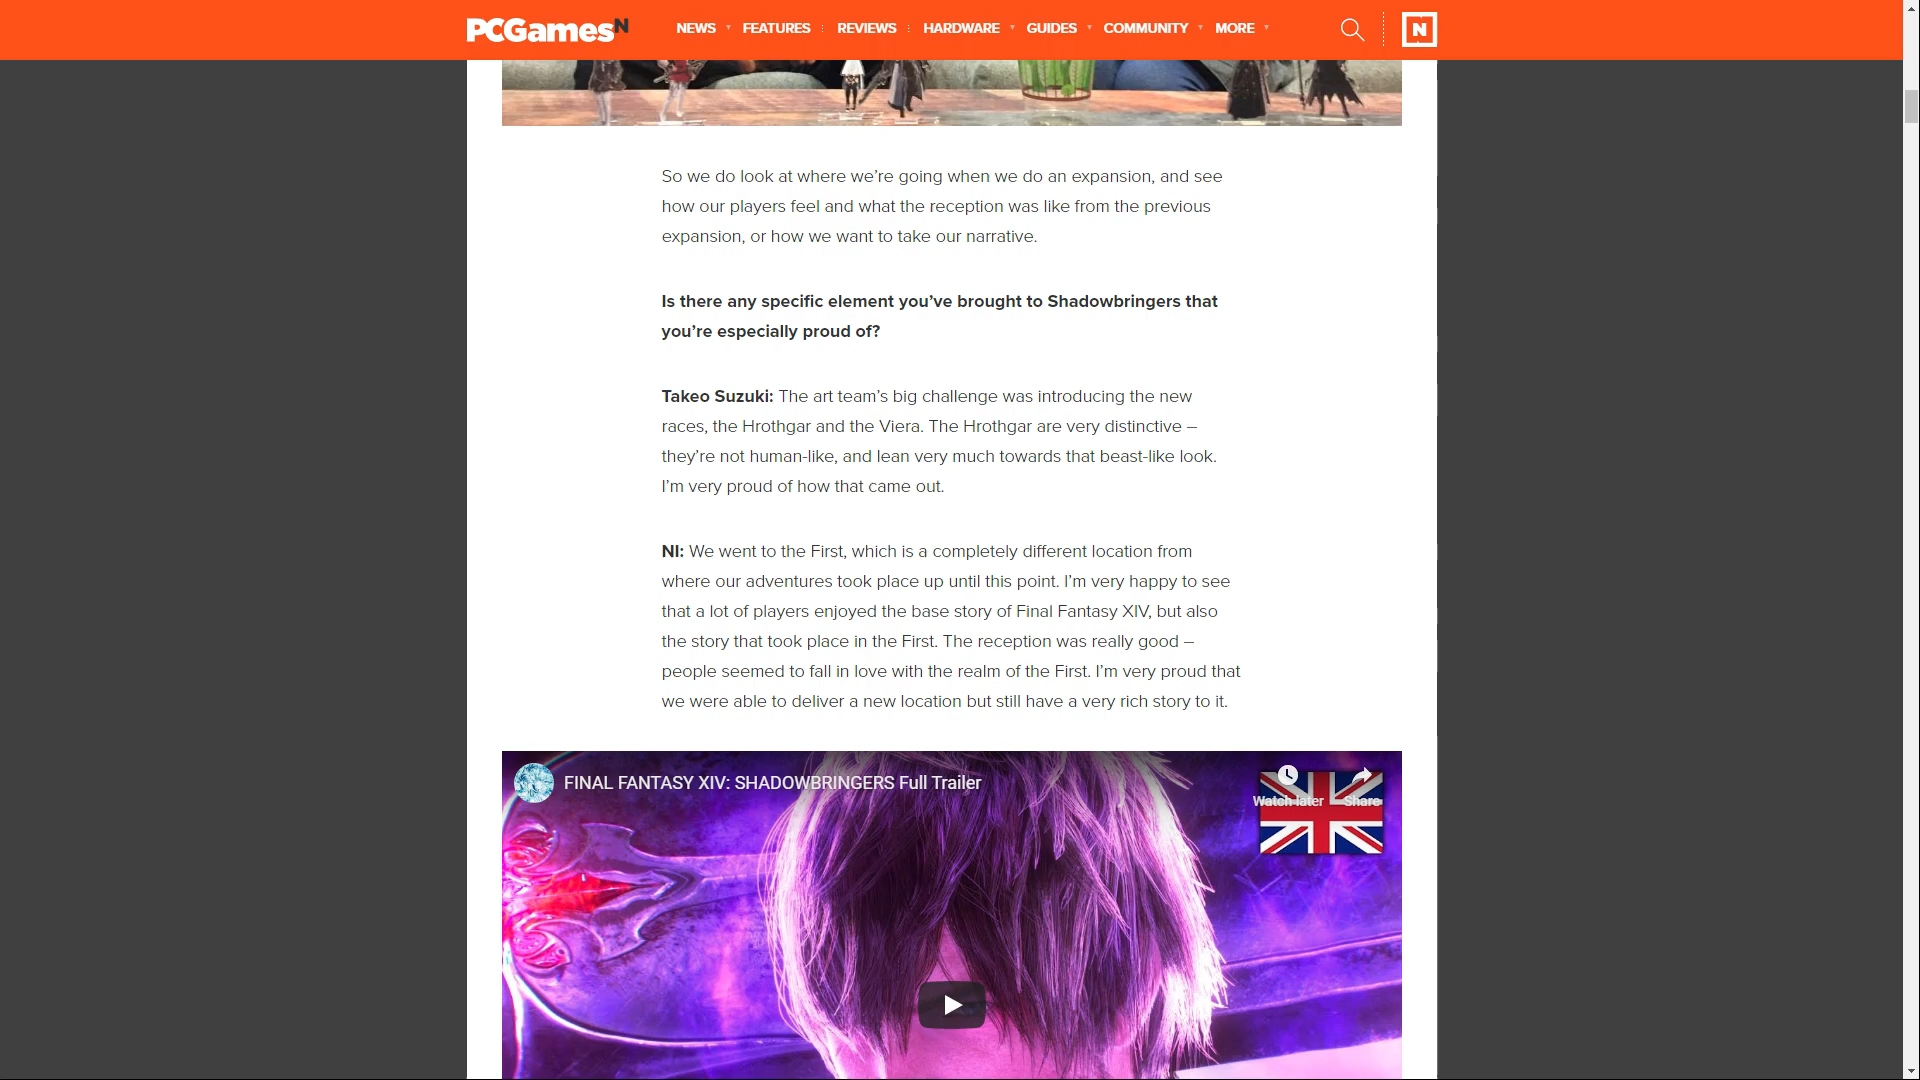 PCGamesN
NEWS FEATURES REVIEWS HARDWARE GUIDES COMMUNITY MORE
N
So we do look at where we’re going when we do an expansion, and see
how our players feel and what the reception was like from the previous
expansion, or how we want to take our narrative.
Is there any specific element you’ve brought to Shadowbringers that
you’re especially proud of?
Takeo Suzuki: The art team’s big challenge was introducing the new
races, the Hrothgar and the Viera. The Hrothgar are very distinctive –
they’re not human-like, and lean very much towards that beast-like look.
I’m very proud of how that came out.
NI: We went to the First, which is a completely different location from
where our adventures took place up until this point. I’m very happy to see
that a lot of players enjoyed the base story of Final Fantasy XIV, but also
the story that took place in the First. The reception was really good –
people seemed to fall in love with the realm of the First. I’m very proud that
we were able to deliver a new location but still have a very rich story to it.
FINAL FANTASY XIV: SHADOWBRINGERS Full Trailer
Watch later Share